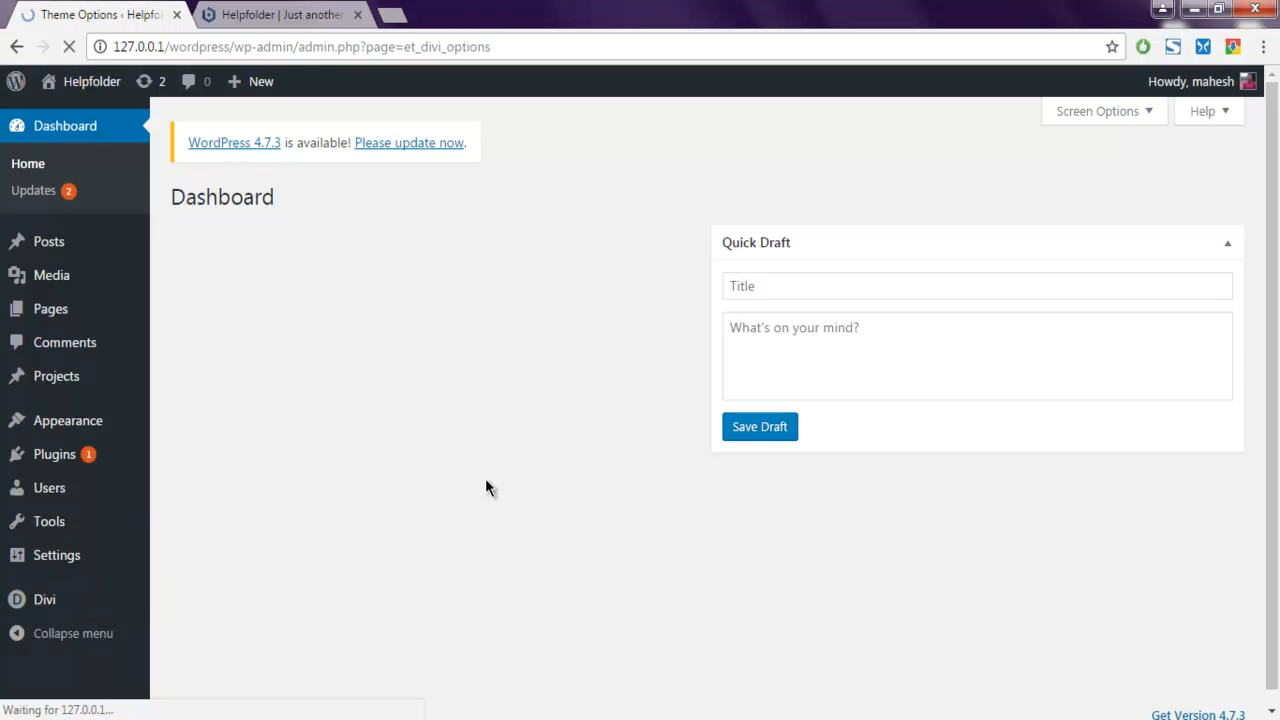 Theme Options ‹ Helpfo
Helpfolder | Just another
127.0.0.1/wordpress/wp-admin/admin.php?page=et_divi_options
Helpfolder
2
0
New
Howdy, mahesh
Dashboard
Screen Options
Help
WordPress 4.7.3 is available! Please update now.
Home
Updates 2
Dashboard
Posts
Quick Draft
Media
Title
Pages
What's on your mind?
Comments
Projects
Appearance
Save Draft
Plugins 1
Users
Tools
Settings
Divi
Collapse menu
Waiting for 127.0.0.1...
Get Version 4.7.3